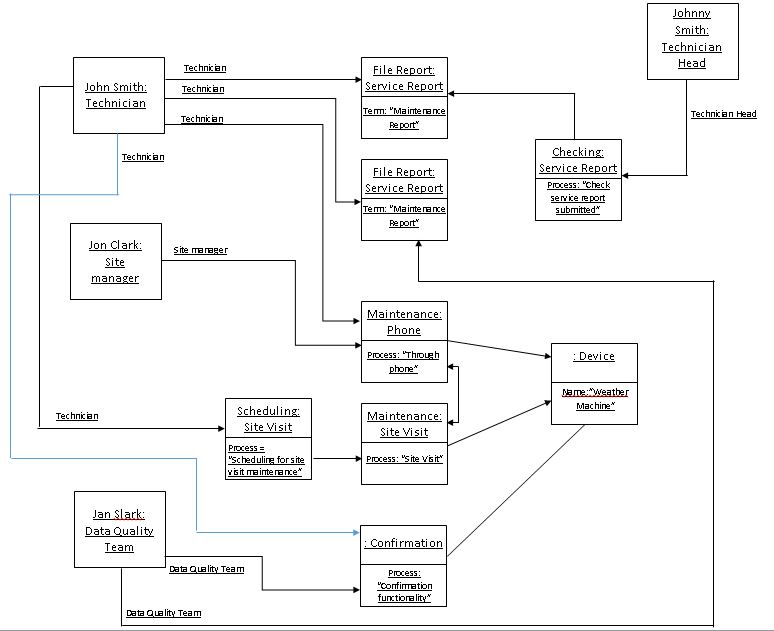 Johnny
Smith:
Technician
Head
Technician Head
John Smith:
Technician
Technician
Technician
Technician
Technician
File Report:
Service Report
Term: "Maintenance
Report"
File Report:
Service Report
Term: "Maintenance
Report"
Checking:
Service Report
Process: "Check
service report
submitted"
Jon Clark:
Site
manager
Site manager
Maintenance:
Phone
Process: "Through
phone"
: Device
Name:"Weather
Machine"
Technician
Scheduling:
Site Visit
Process =
"Scheduling for site
visit maintenance"
Maintenance:
Site Visit
Process: "Site Visit"
Jan Slark:
Data Quality
Team
Data Quality Team
Data Quality Team
: Confirmation
Process:
"Confirmation
functionality"